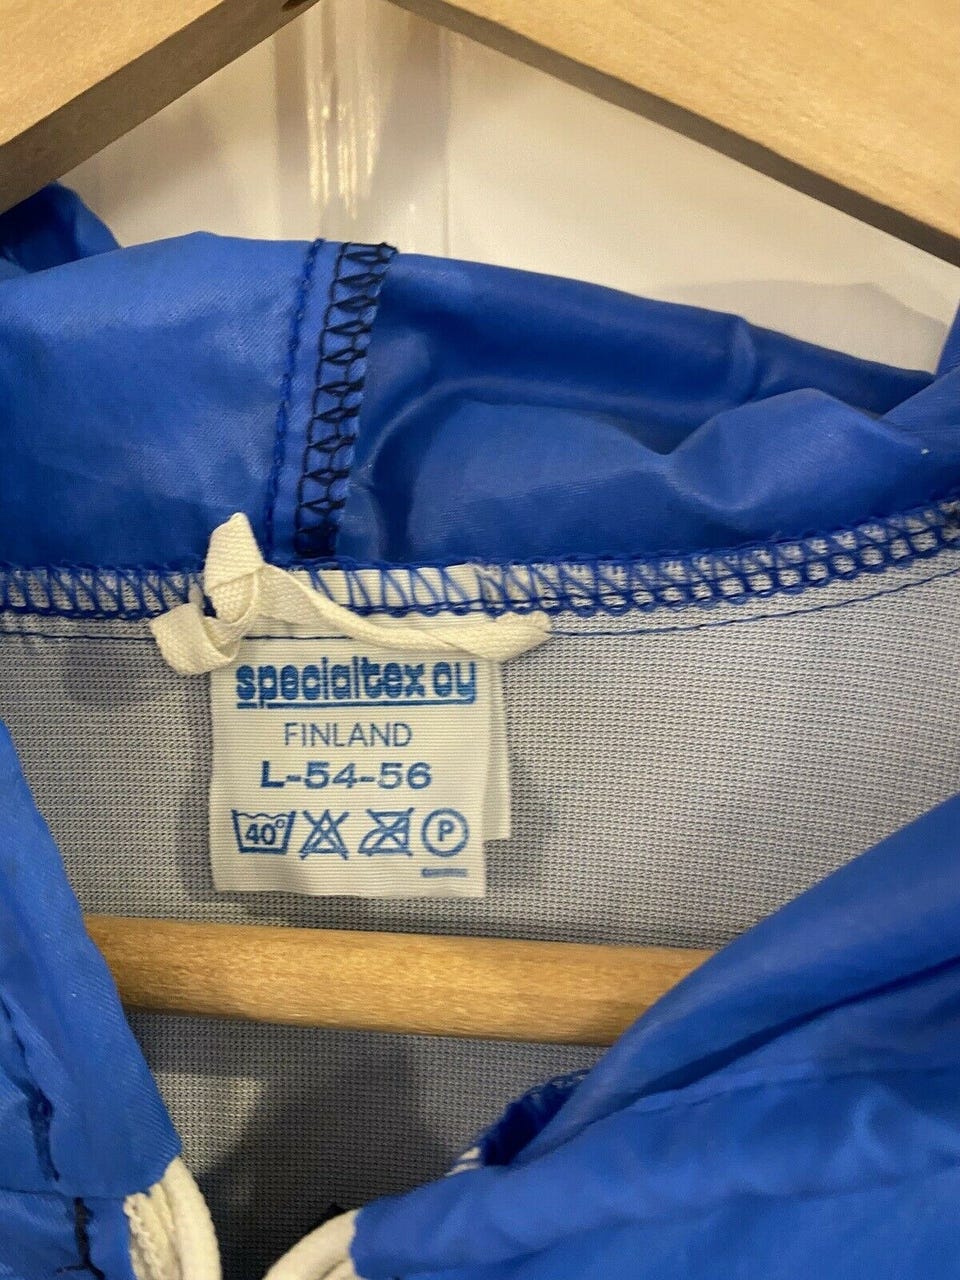 specialtex oy
FINLAND
L-54-56
40° P